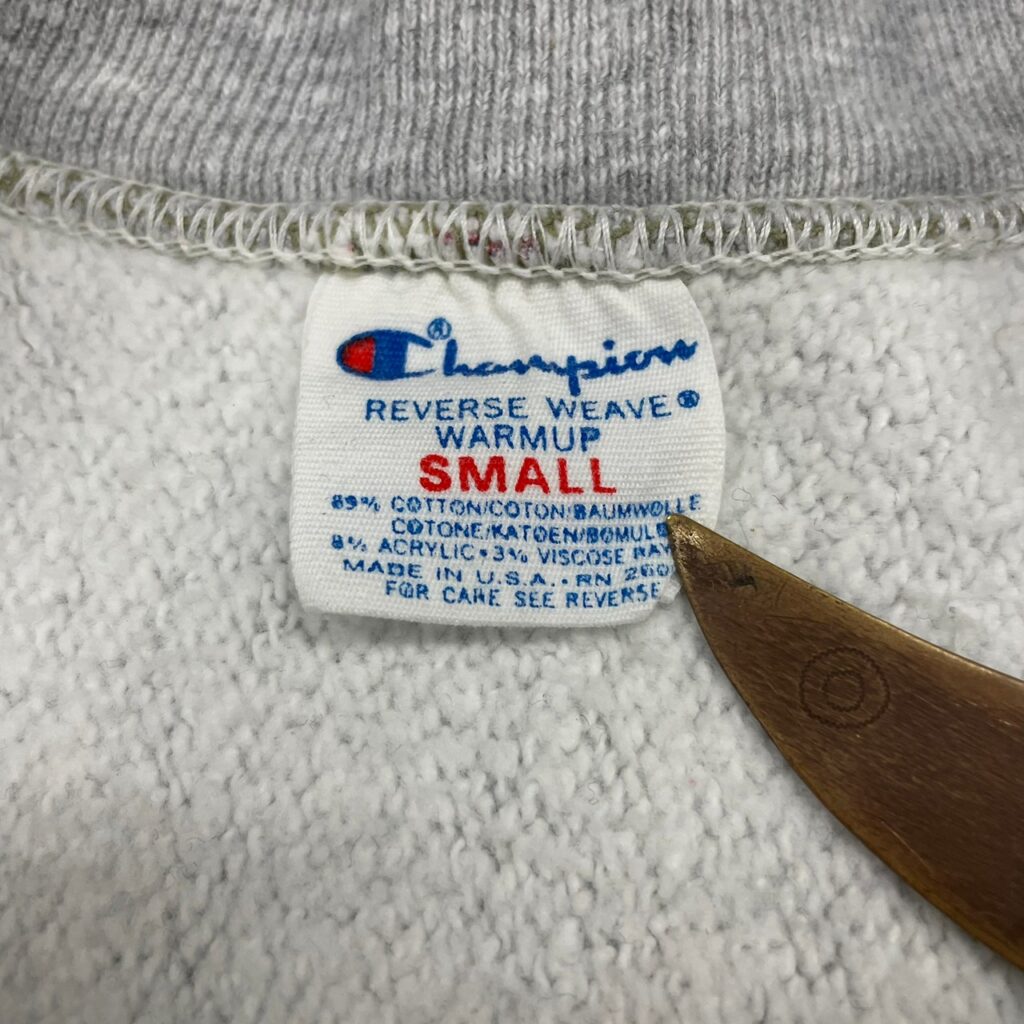 Champion®
REVERSE WEAVE®
WARMUP
SMALL
89% COTTON/COTON/BAUMWOLLE
COTONE/KATOEN/
8% ACRYLIC • 3% VISCOSE
MADE IN U.S.A. • RN
FOR CARE SEE REVERSE